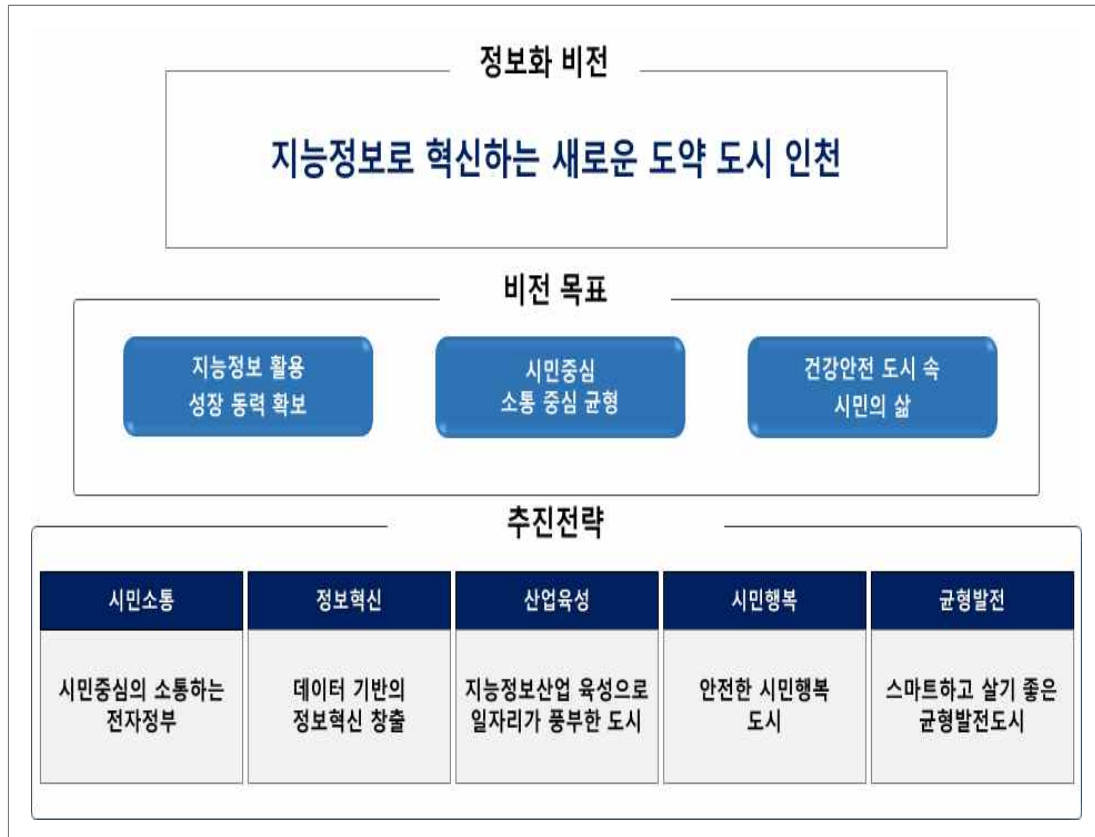 정보화 비전
지능정보로 혁신하는 새로운 도약 도시 인천
비전 목표
지능정보 활용
성장 동력 확보
시민중심
소통 중심 균형
건강안전 도시 속
시민의 삶
추진전략
시민소통
정보혁신
산업육성
시민행복
균형발전
시민중심의 소통하는
전자정부
데이터 기반의
정보혁신 창출
지능정보산업 육성으로
일자리가 풍부한 도시
안전한 시민행복
도시
스마트하고 살기 좋은
균형발전도시